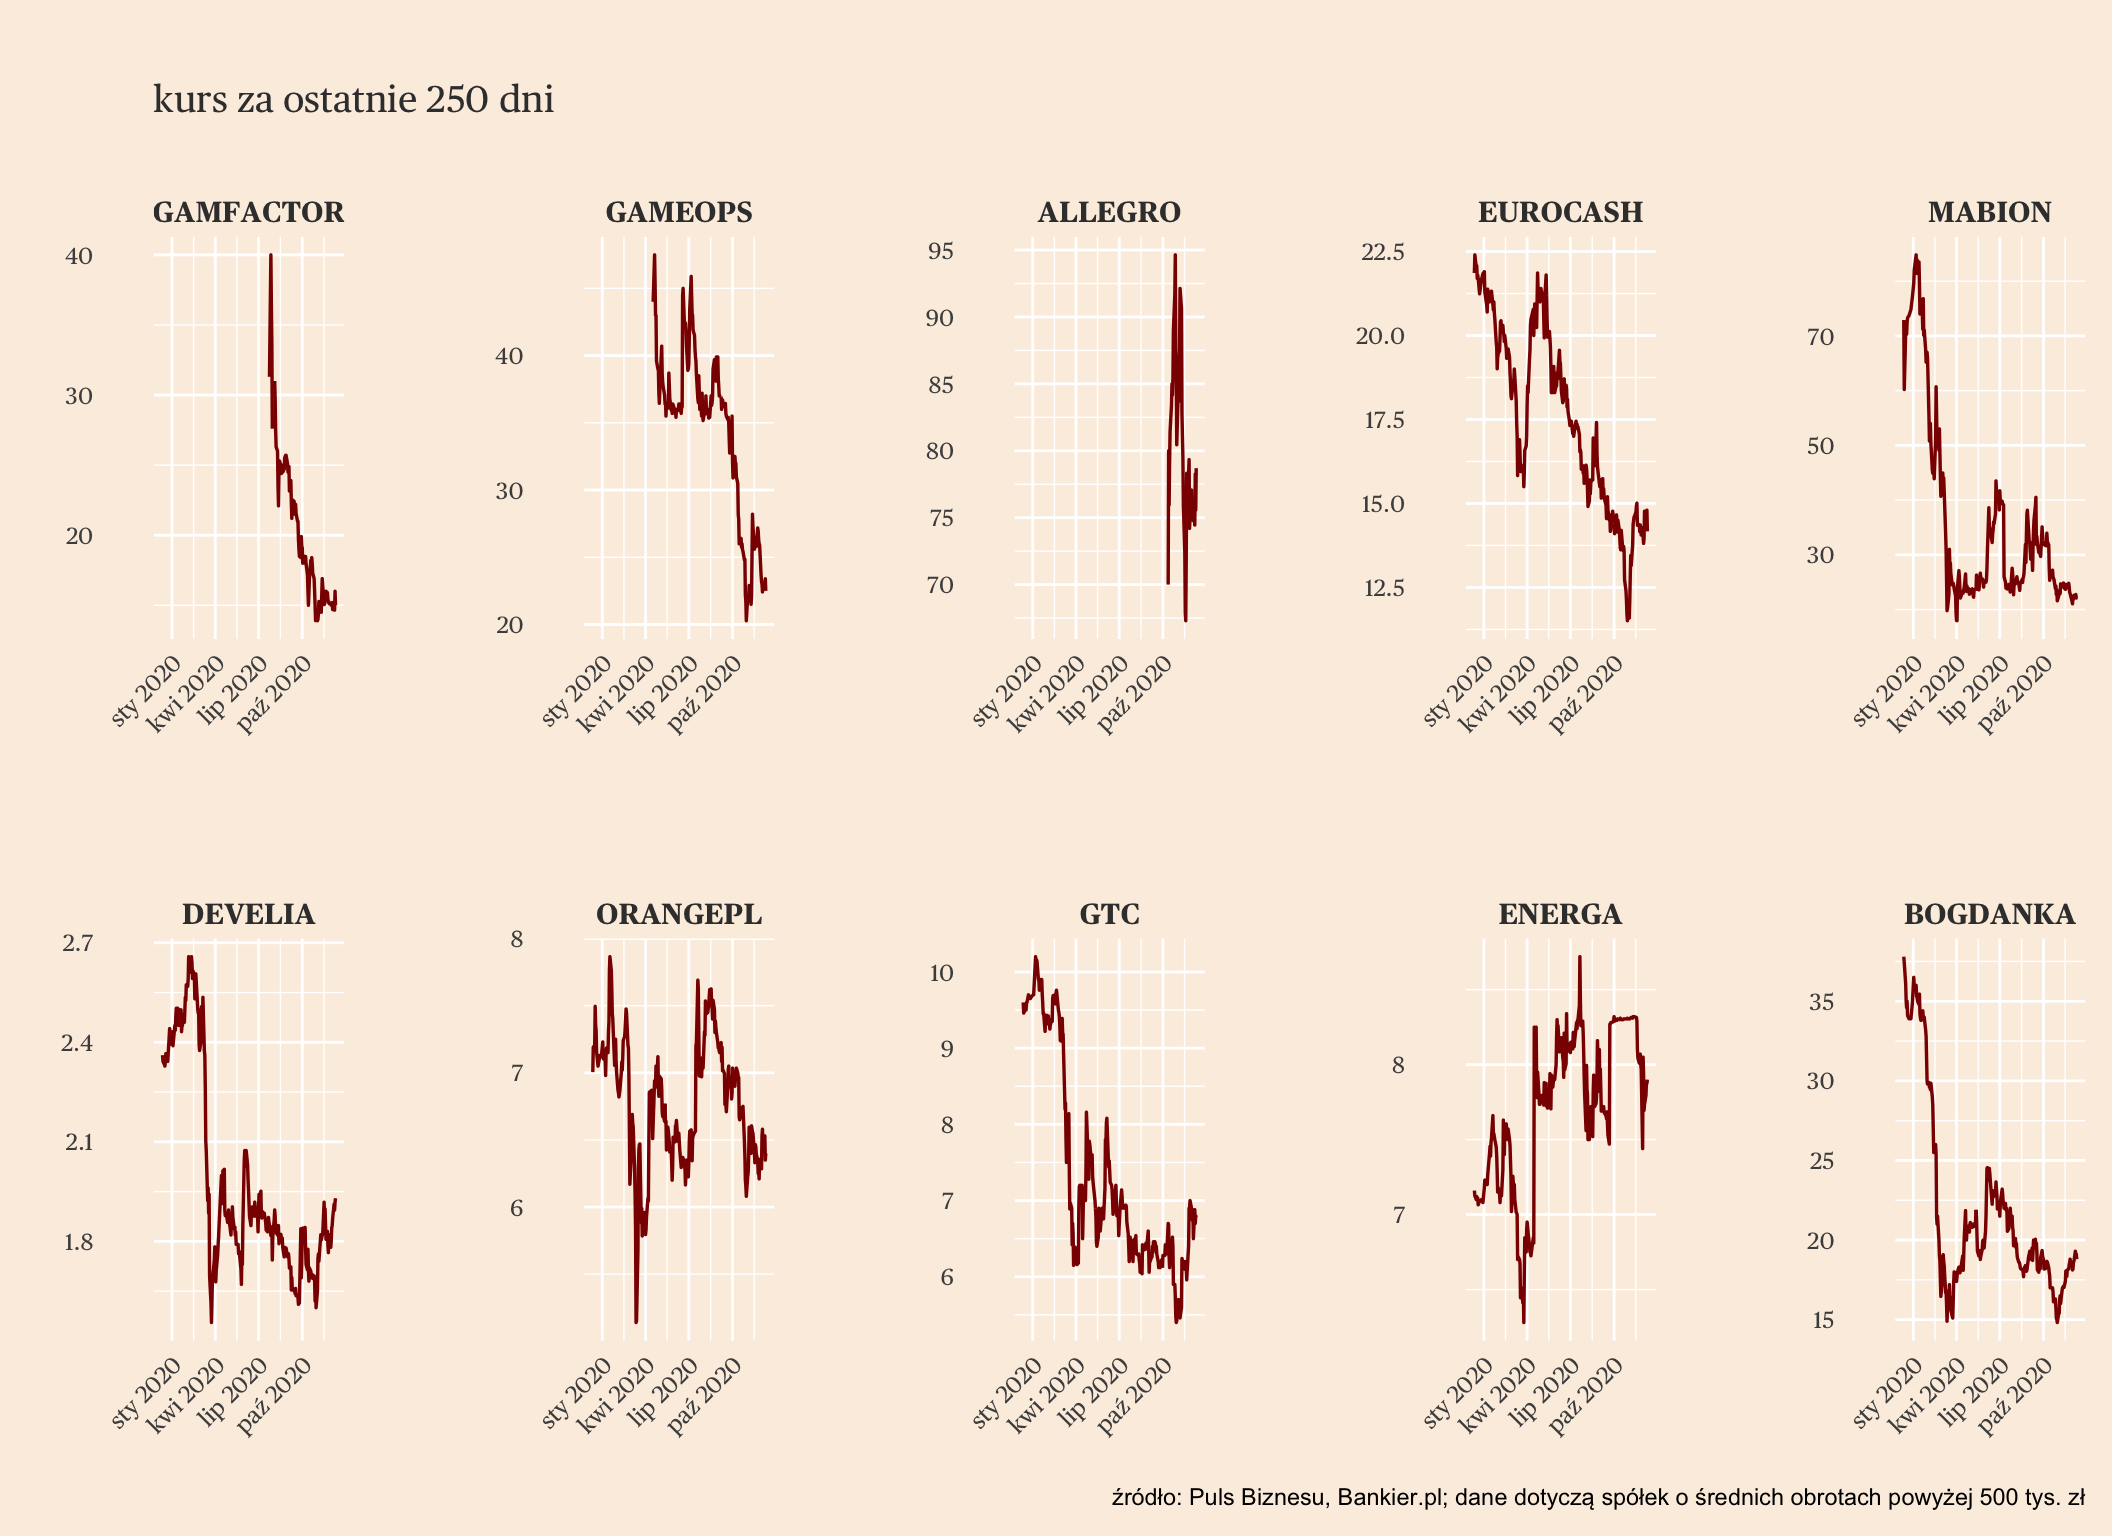 kurs za ostatnie 250 dni
GAMFACTOR
40
30
20
sty 2020
kwi 2020
lip 2020
paź 2020
GAMEOPS
40
30
20
sty 2020
kwi 2020
lip 2020
paź 2020
ALLEGRO
95
90
85
80
75
70
sty 2020
kwi 2020
lip 2020
paź 2020
EUROCASH
22.5
20.0
17.5
15.0
12.5
sty 2020
kwi 2020
lip 2020
paź 2020
MABION
70
50
30
sty 2020
kwi 2020
lip 2020
paź 2020
DEVELIA
2.7
2.4
2.1
1.8
sty 2020
kwi 2020
lip 2020
paź 2020
ORANGEPL
8
7
6
sty 2020
kwi 2020
lip 2020
paź 2020
GTC
10
9
8
7
6
sty 2020
kwi 2020
lip 2020
paź 2020
ENERGA
8
7
sty 2020
kwi 2020
lip 2020
paź 2020
BOGDANKA
35
30
25
20
15
sty 2020
kwi 2020
lip 2020
paź 2020
źródło: Puls Biznesu, Bankier.pl; dane dotyczą spółek o średnich obrotach powyżej 500 tys. zł